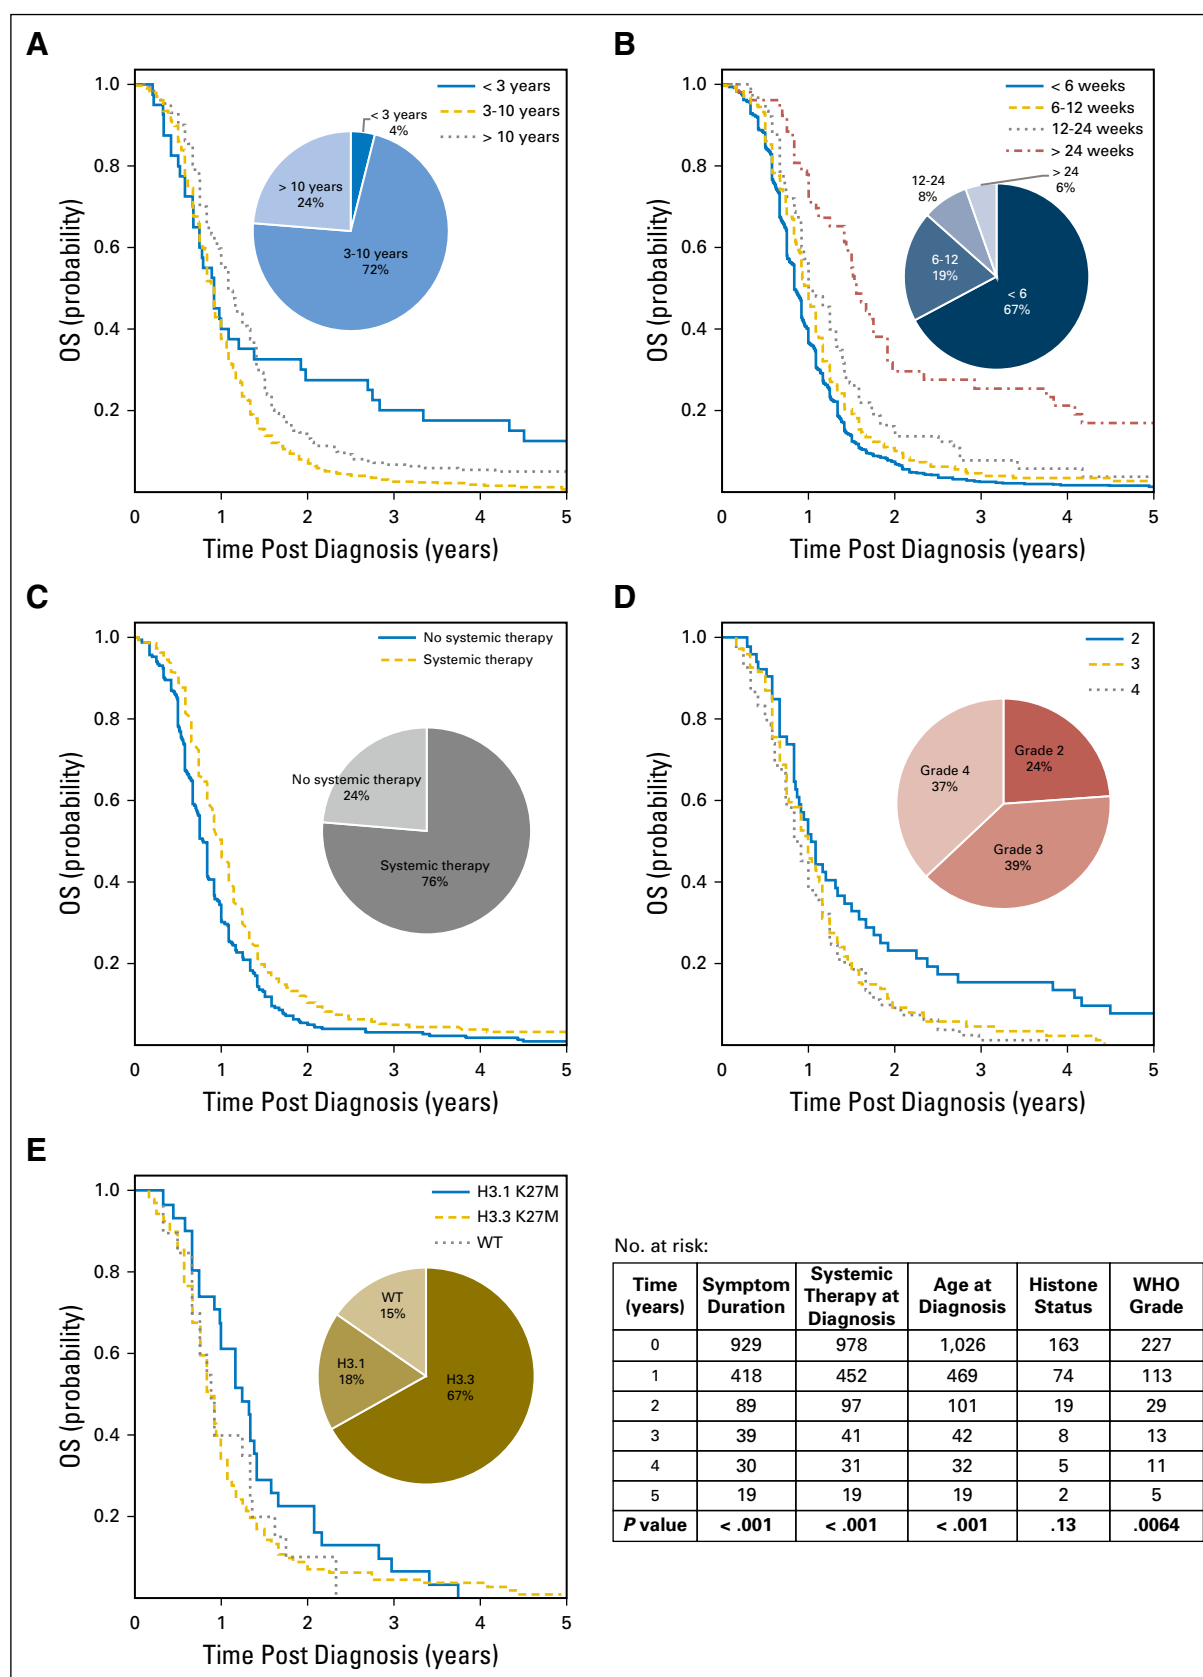 A
OS (probability)
1.0
0.8
0.6
0.4
0.2
0
1
2
3
4
5
Time Post Diagnosis (years)
< 3 years
3-10 years
> 10 years
< 3 years
4%
> 10 years
24%
3-10 years
72%
B
OS (probability)
1.0
0.8
0.6
0.4
0.2
0
1
2
3
4
5
Time Post Diagnosis (years)
< 6 weeks
6-12 weeks
12-24 weeks
> 24 weeks
> 24
6%
12-24
8%
6-12
19%
< 6
67%
C
OS (probability)
1.0
0.8
0.6
0.4
0.2
0
1
2
3
4
5
Time Post Diagnosis (years)
No systemic therapy
Systemic therapy
No systemic therapy
24%
Systemic therapy
76%
D
OS (probability)
1.0
0.8
0.6
0.4
0.2
0
1
2
3
4
5
Time Post Diagnosis (years)
2
3
4
Grade 2
24%
Grade 4
37%
Grade 3
39%
E
OS (probability)
1.0
0.8
0.6
0.4
0.2
0
1
2
3
4
5
Time Post Diagnosis (years)
H3.1 K27M
H3.3 K27M
WT
WT
15%
H3.1
18%
H3.3
67%
No. at risk:
Time (years) Symptom Duration Systemic Therapy at Diagnosis Age at Diagnosis Histone Status WHO Grade
0 929 978 1,026 163 227
1 418 452 469 74 113
2 89 97 101 19 29
3 39 41 42 8 13
4 30 31 32 5 11
5 19 19 19 2 5
P value < .001 < .001 < .001 .13 .0064